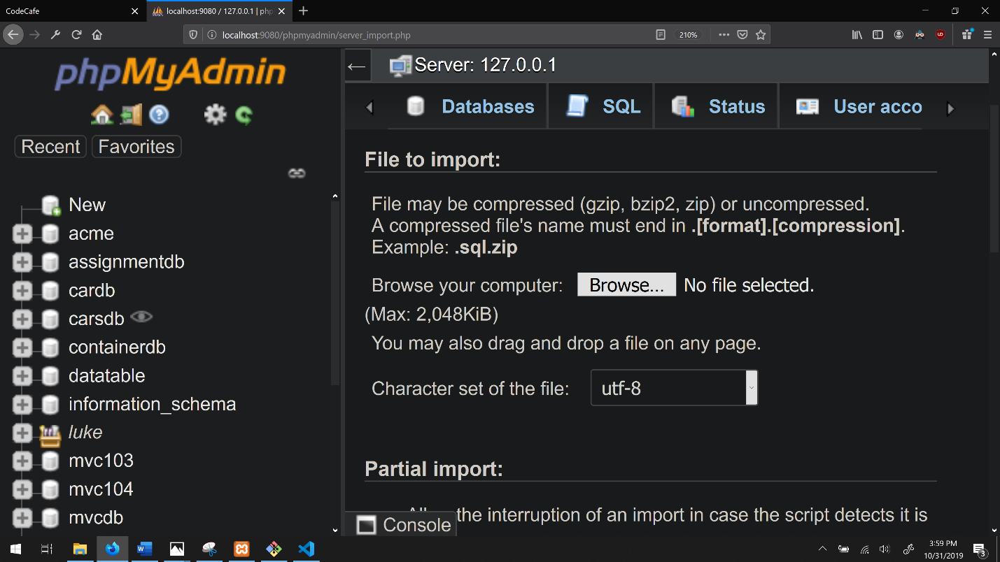 CodeCafe
localhost:9080 / 127.0.0.1 | php
localhost:9080/phpmyadmin/server_import.php
210%
phpMyAdmin
Recent
Favorites
New
acme
assignmentdb
cardb
carsdb
containerdb
datatable
information_schema
luke
mvc103
mvc104
mvcdb
Server: 127.0.0.1
Databases
SQL
Status
User acco
File to import:
File may be compressed (gzip, bzip2, zip) or uncompressed.
A compressed file's name must end in .[format].[compression].
Example: .sql.zip
Browse your computer: Browse... No file selected.
(Max: 2,048KiB)
You may also drag and drop a file on any page.
Character set of the file: utf-8
Partial import:
the interruption of an import in case the script detects it is
Console
3:59 PM
10/31/2019
3